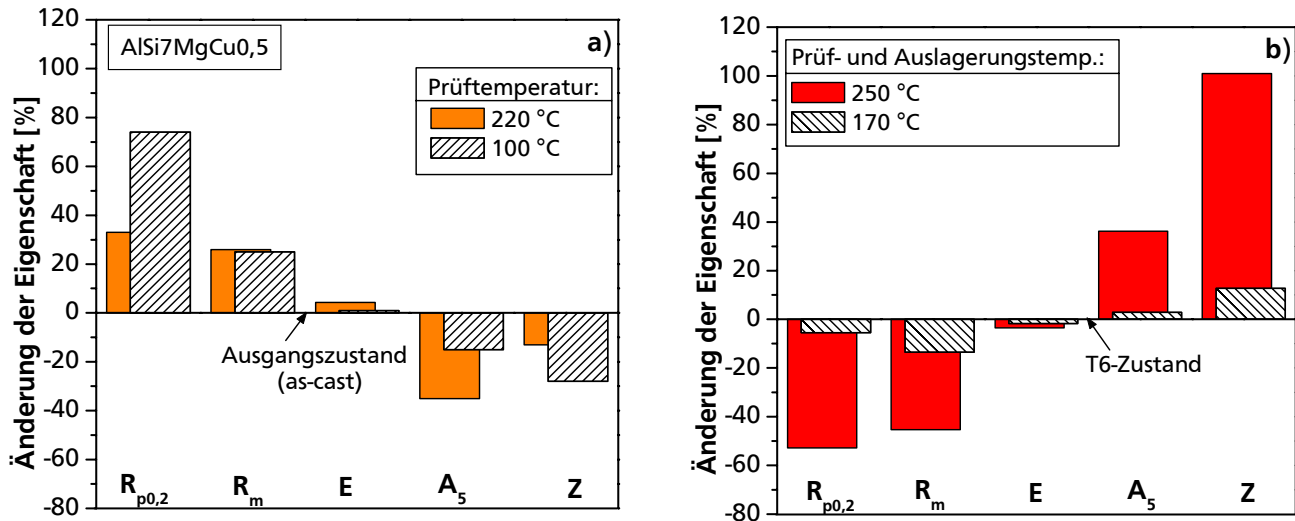 Änderung der Eigenschaft [%]
120
100
80
60
40
20
0
-20
-40
-60
-80
AlSi7MgCu0,5
a)
Prüftemperatur:
220 °C
100 °C
Ausgangszustand
(as-cast)
Rp0,2 Rm E A5 Z
Änderung der Eigenschaft [%]
120
100
80
60
40
20
0
-20
-40
-60
-80
b)
Prüf- und Auslagerungstemp.:
250 °C
170 °C
T6-Zustand
Rp0,2 Rm E A5 Z